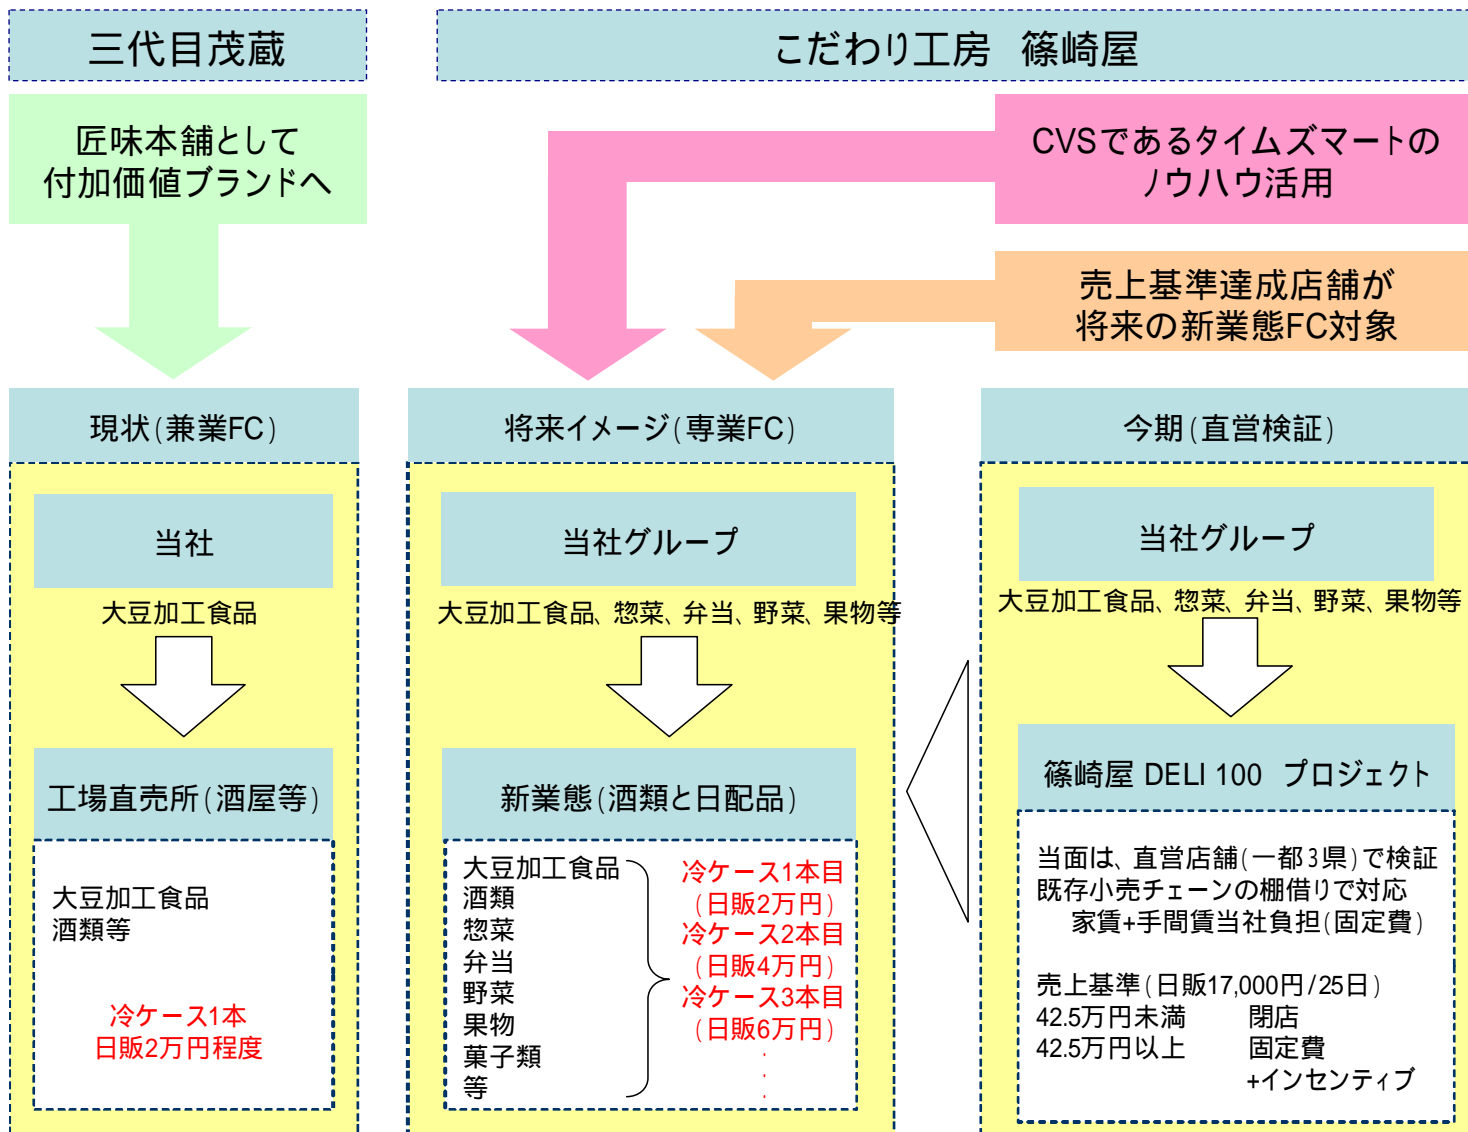 三代目茂蔵
こだわり工房 篠崎屋
匠味本舗として
付加価値ブランドへ
CVSであるタイムズマートの
ノウハウ活用
売上基準達成店舗が
将来の新業態FC対象
現状(兼業FC)
当社
大豆加工食品
工場直売所(酒屋等)
大豆加工食品
酒類等
冷ケース1本
日販2万円程度
将来イメージ(専業FC)
当社グループ
大豆加工食品、惣菜、弁当、野菜、果物等
新業態(酒類と日配品)
大豆加工食品
酒類
惣菜
弁当
野菜
果物
菓子類
等
冷ケース1本目
(日販2万円)
冷ケース2本目
(日販4万円)
冷ケース3本目
(日販6万円)
.
.
.
今期(直営検証)
当社グループ
大豆加工食品、惣菜、弁当、野菜、果物等
篠崎屋 DELI 100 プロジェクト
当面は、直営店舗(一都3県)で検証
既存小売チェーンの棚借りで対応
家賃+手間賃当社負担(固定費)
売上基準(日販17,000円/25日)
42.5万円未満 閉店
42.5万円以上 固定費
+インセンティブ